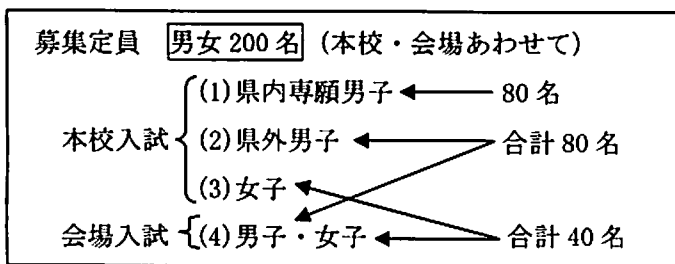 募集定員 男女200名 (本校・会場あわせて)
(1)県内専願男子 80名
本校入試 (2)県外男子 合計80名
(3)女子
会場入試 (4)男子・女子 合計40名